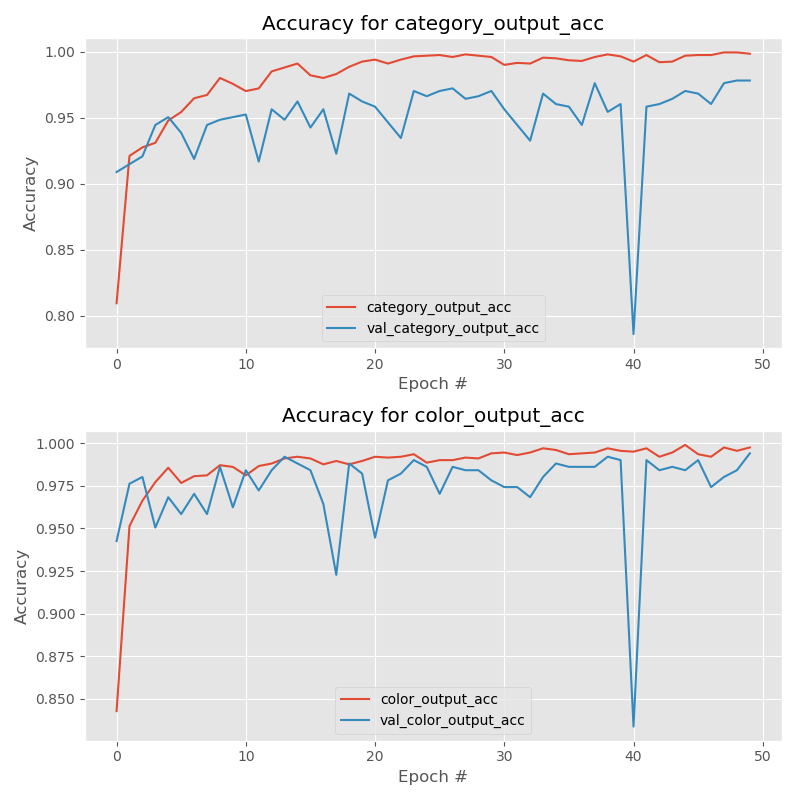 Accuracy for category_output_acc
1.00
0.95
0.90
0.85
0.80
Accuracy
category_output_acc
val_category_output_acc
0 10 20 30 40 50
Epoch #
Accuracy for color_output_acc
1.000
0.975
0.950
0.925
0.900
0.875
0.850
Accuracy
color_output_acc
val_color_output_acc
0 10 20 30 40 50
Epoch #